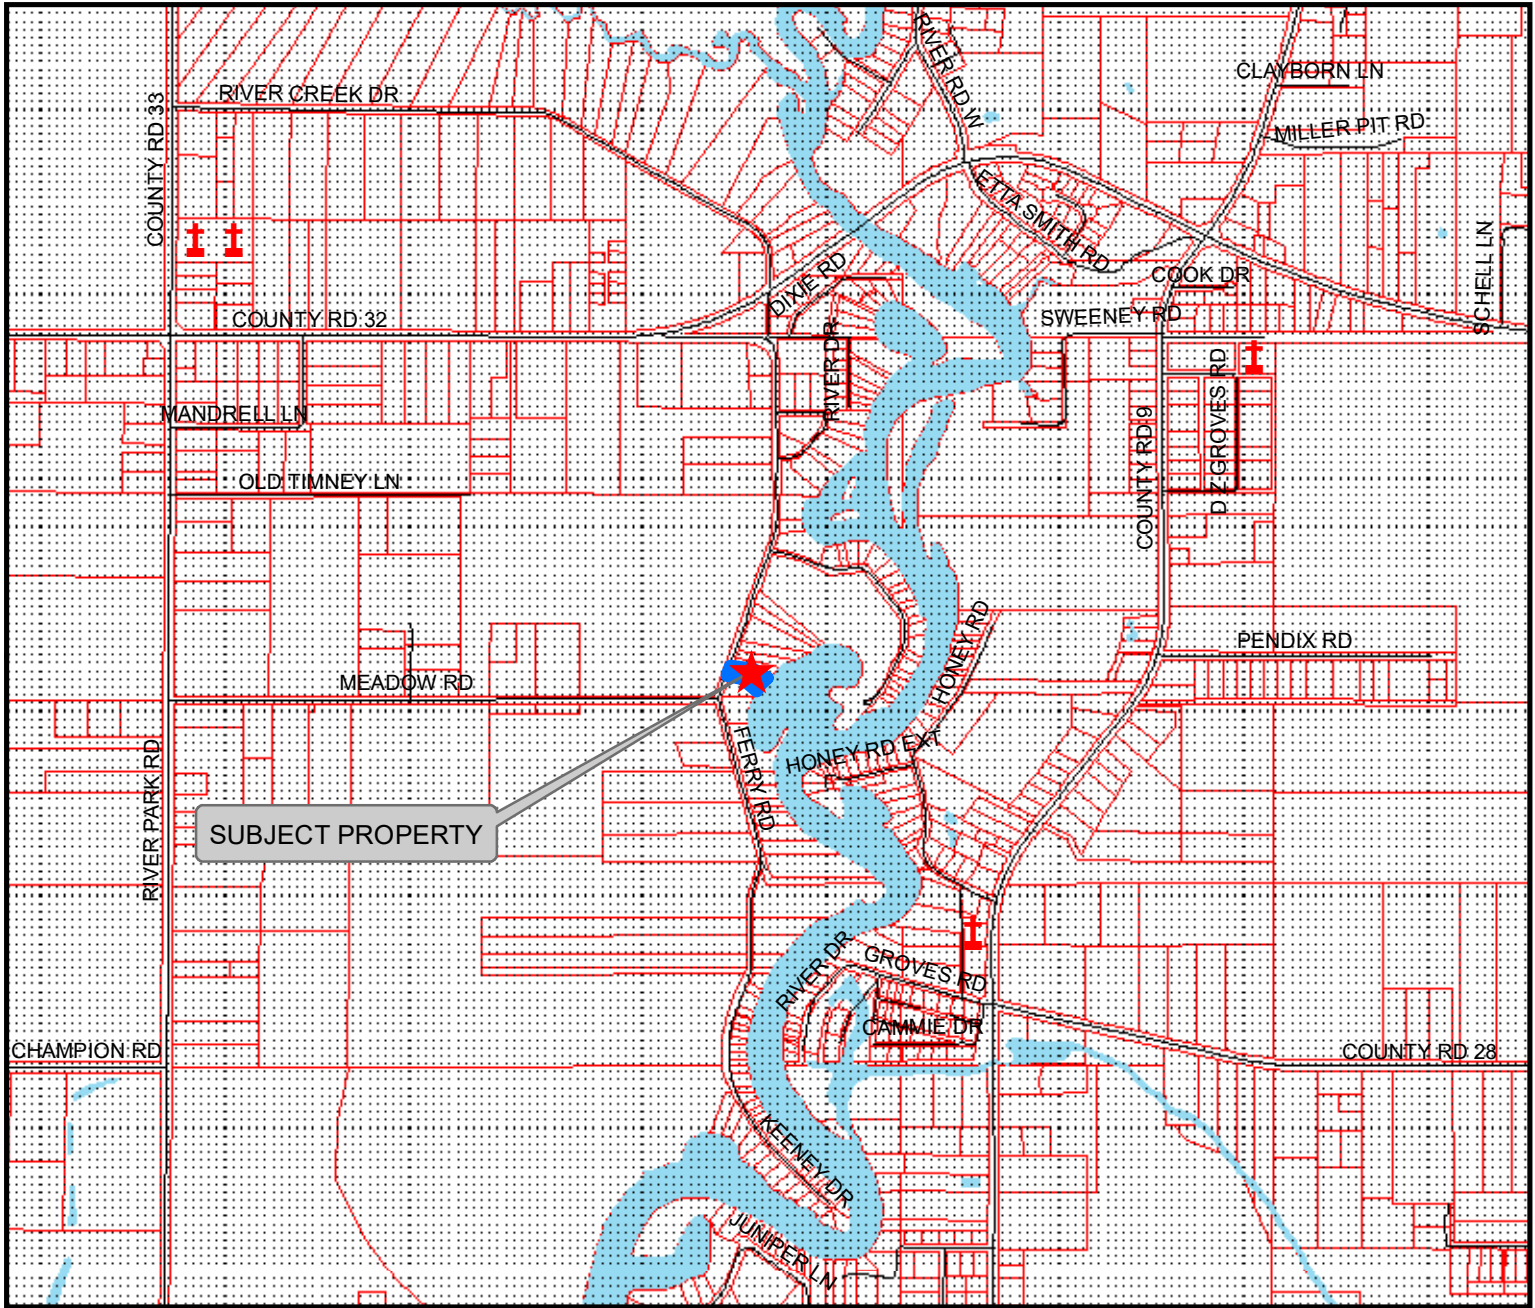 RIVER RD W
CLAYBORN LN
RIVER CREEK DR
COUNTY RD 33
MILLER PIT RD
ETTA SMITH RD
SCHELL LN
DIXIE RD
COOK DR
COUNTY RD 32
SWEENEY RD
RIVER DR
MANDRELL LN
D Z GROVES RD
COUNTY RD 9
OLD TIMNEY LN
HONEY RD
PENDIX RD
MEADOW RD
FERRY RD
HONEY RD EXT
RIVER PARK RD
SUBJECT PROPERTY
RIVER DR
GROVES RD
CAMMIE DR
CHAMPION RD
COUNTY RD 28
KEENEY DR
JUNIPER LN